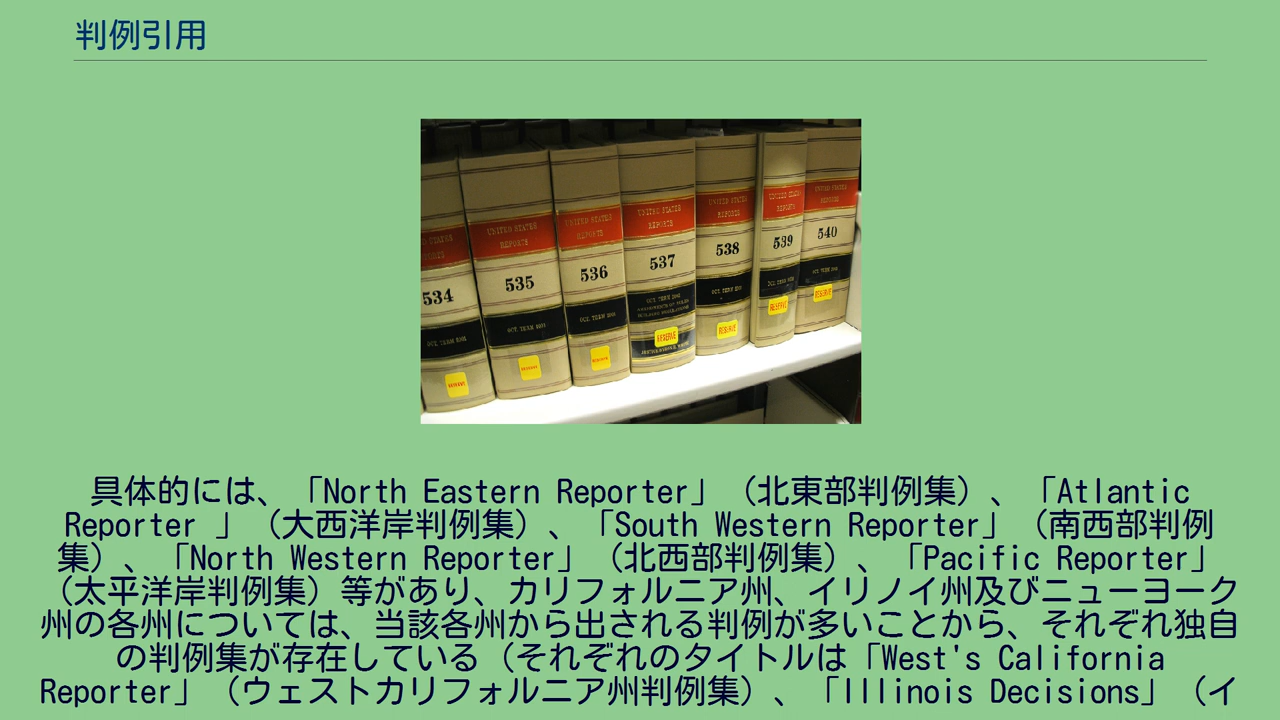 判例引用
UNITED STATES
REPORTS
534
535
536
537
538
539
540
OCT. TERM
RESERVE
具体的には、「North Eastern Reporter」（北東部判例集）、「Atlantic
Reporter 」（大西洋岸判例集）、「South Western Reporter」（南西部判例
集）、「North Western Reporter」（北西部判例集）、「Pacific Reporter」
（太平洋岸判例集）等があり、カリフォルニア州、イリノイ州及びニューヨーク
州の各州については、当該各州から出される判例が多いことから、それぞれ独自
の判例集が存在している（それぞれのタイトルは「West's California
Reporter」（ウェストカリフォルニア州判例集）、「Illinois Decisions」（イ